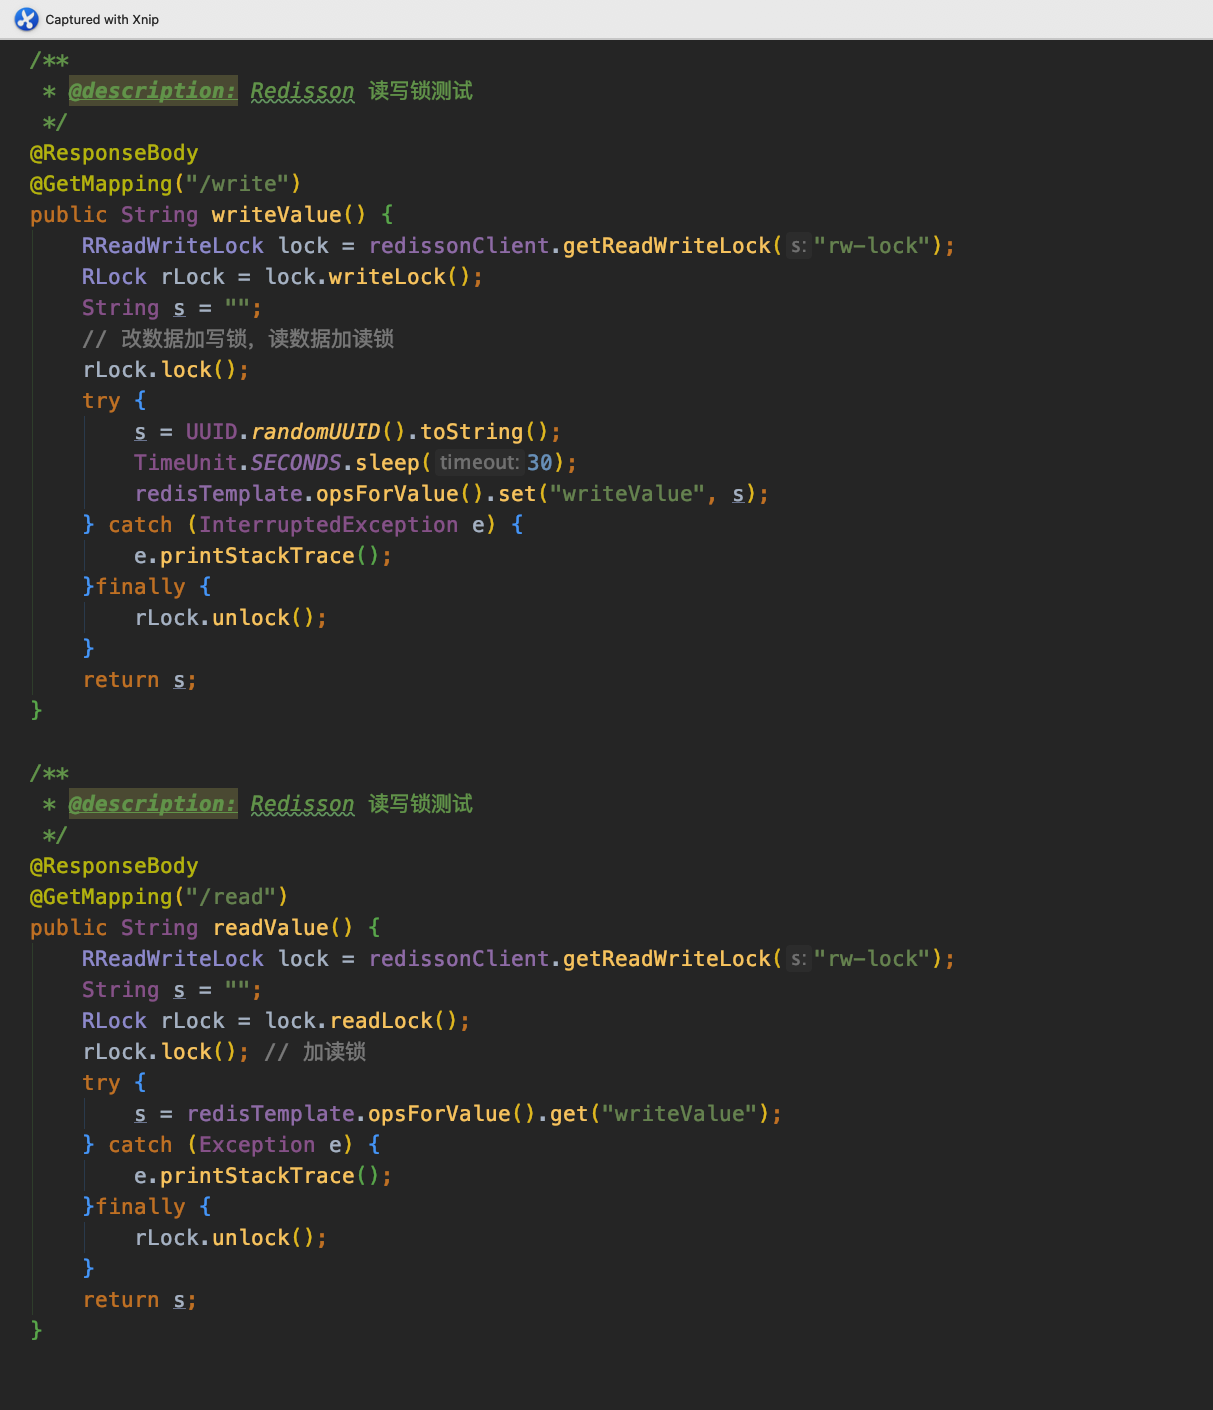 Captured with Xnip
/**
 * @description: Redisson 读写锁测试
 */
@ResponseBody
@GetMapping("/write")
public String writeValue() {
    RReadWriteLock lock = redissonClient.getReadWriteLock( s: "rw-lock");
    RLock rLock = lock.writeLock();
    String s = "";
    // 改数据加写锁，读数据加读锁
    rLock.lock();
    try {
        s = UUID.randomUUID().toString();
        TimeUnit.SECONDS.sleep( timeout: 30);
        redisTemplate.opsForValue().set("writeValue", s);
    } catch (InterruptedException e) {
        e.printStackTrace();
    }finally {
        rLock.unlock();
    }
    return s;
}
/**
 * @description: Redisson 读写锁测试
 */
@ResponseBody
@GetMapping("/read")
public String readValue() {
    RReadWriteLock lock = redissonClient.getReadWriteLock( s: "rw-lock");
    String s = "";
    RLock rLock = lock.readLock();
    rLock.lock(); // 加读锁
    try {
        s = redisTemplate.opsForValue().get("writeValue");
    } catch (Exception e) {
        e.printStackTrace();
    }finally {
        rLock.unlock();
    }
    return s;
}